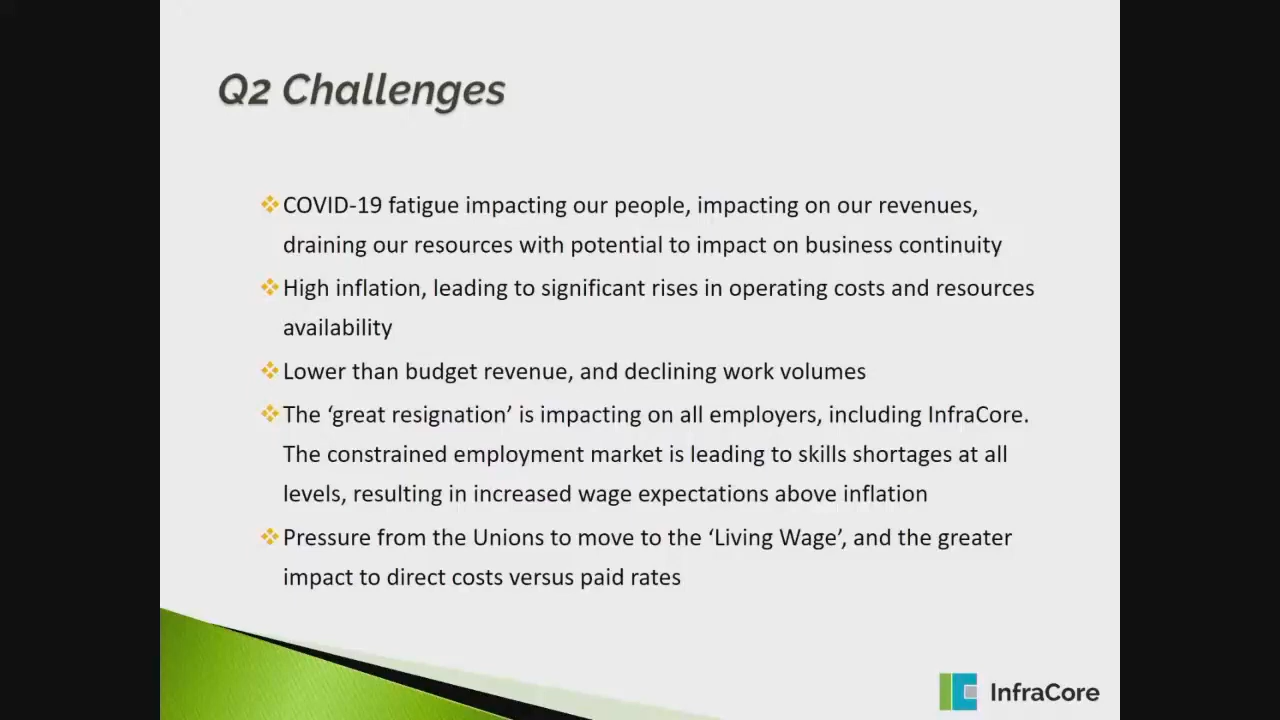 Q2 Challenges
COVID-19 fatigue impacting our people, impacting on our revenues,
draining our resources with potential to impact on business continuity
High inflation, leading to significant rises in operating costs and resources
availability
Lower than budget revenue, and declining work volumes
The ‘great resignation’ is impacting on all employers, including InfraCore.
The constrained employment market is leading to skills shortages at all
levels, resulting in increased wage expectations above inflation
Pressure from the Unions to move to the ‘Living Wage’, and the greater
impact to direct costs versus paid rates
InfraCore